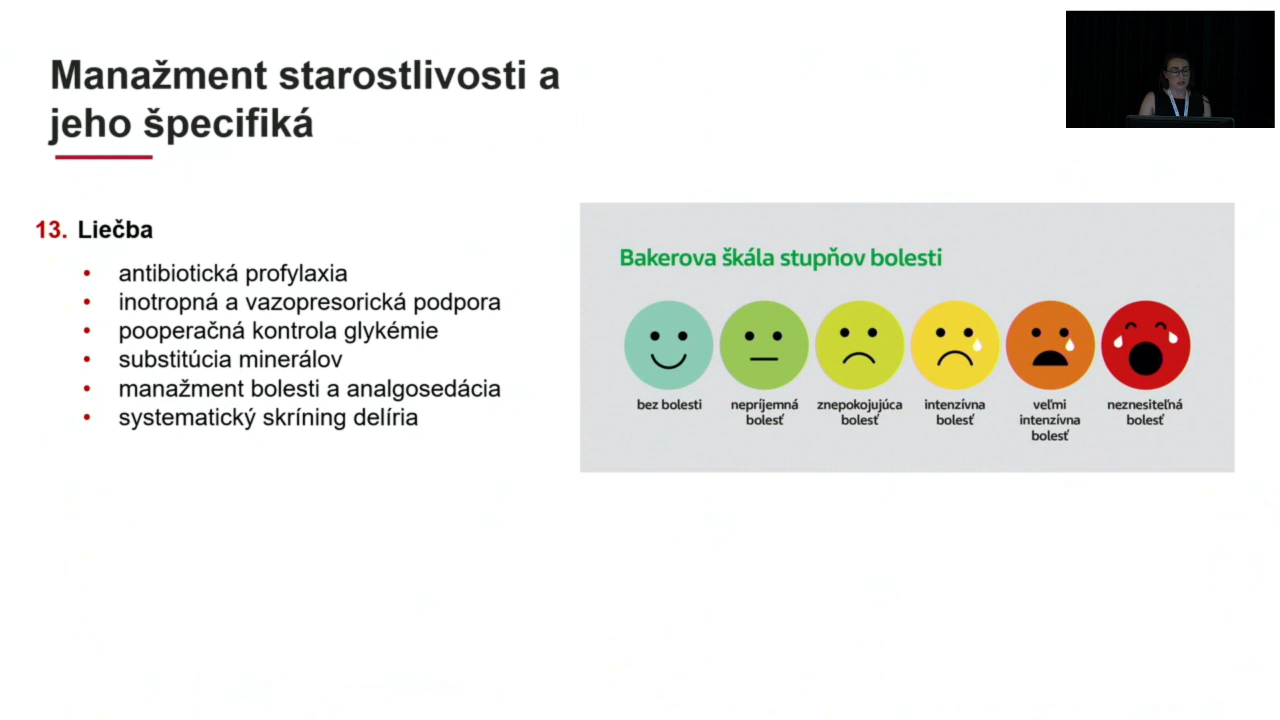 Manažment starostlivosti a
jeho špecifiká
13. Liečba
• antibiotická profylaxia
• inotropná a vazopresorická podpora
• pooperačná kontrola glykémie
• substitúcia minerálov
• manažment bolesti a analgosedácia
• systematický skríning delíria
Bakerova škála stupňov bolesti
bez bolesti
nepríjemná
bolesť
znepokojujúca
bolesť
intenzívna
bolesť
veľmi
intenzívna
bolesť
neznesiteľná
bolesť